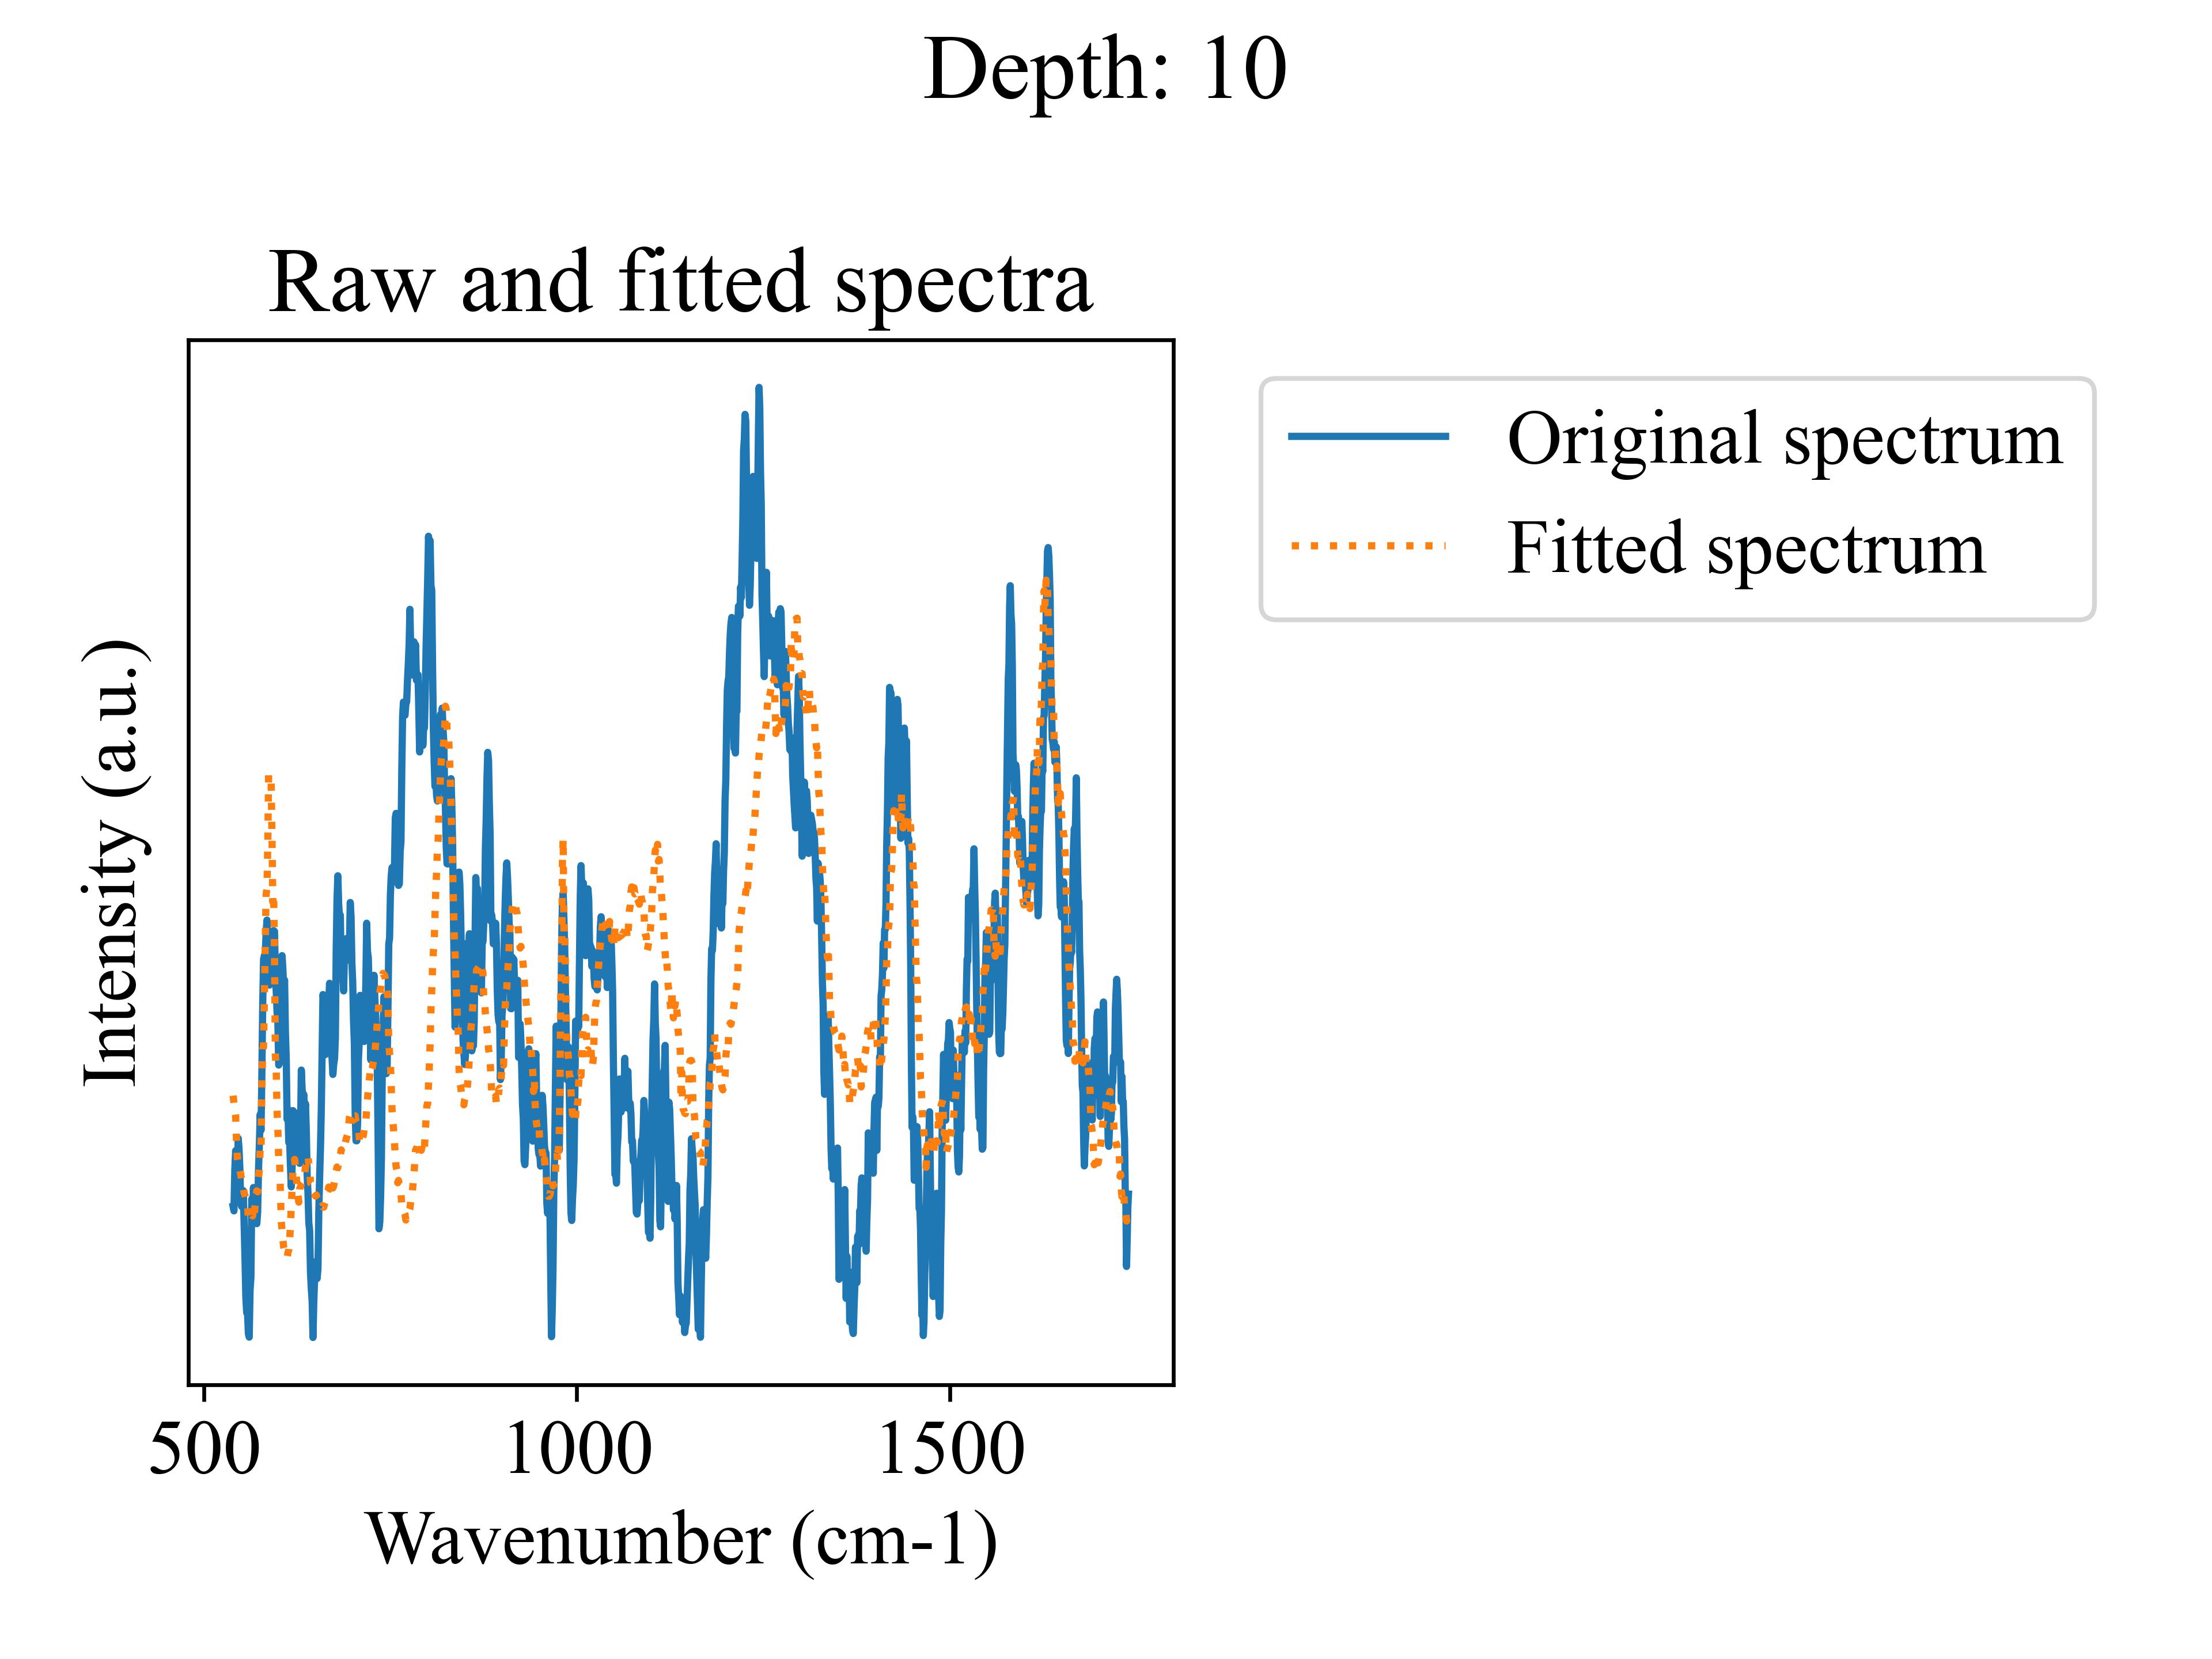 Depth: 10
Raw and fitted spectra
Original spectrum
Fitted spectrum
Intensity (a.u.)
500 1000 1500
Wavenumber (cm-1)